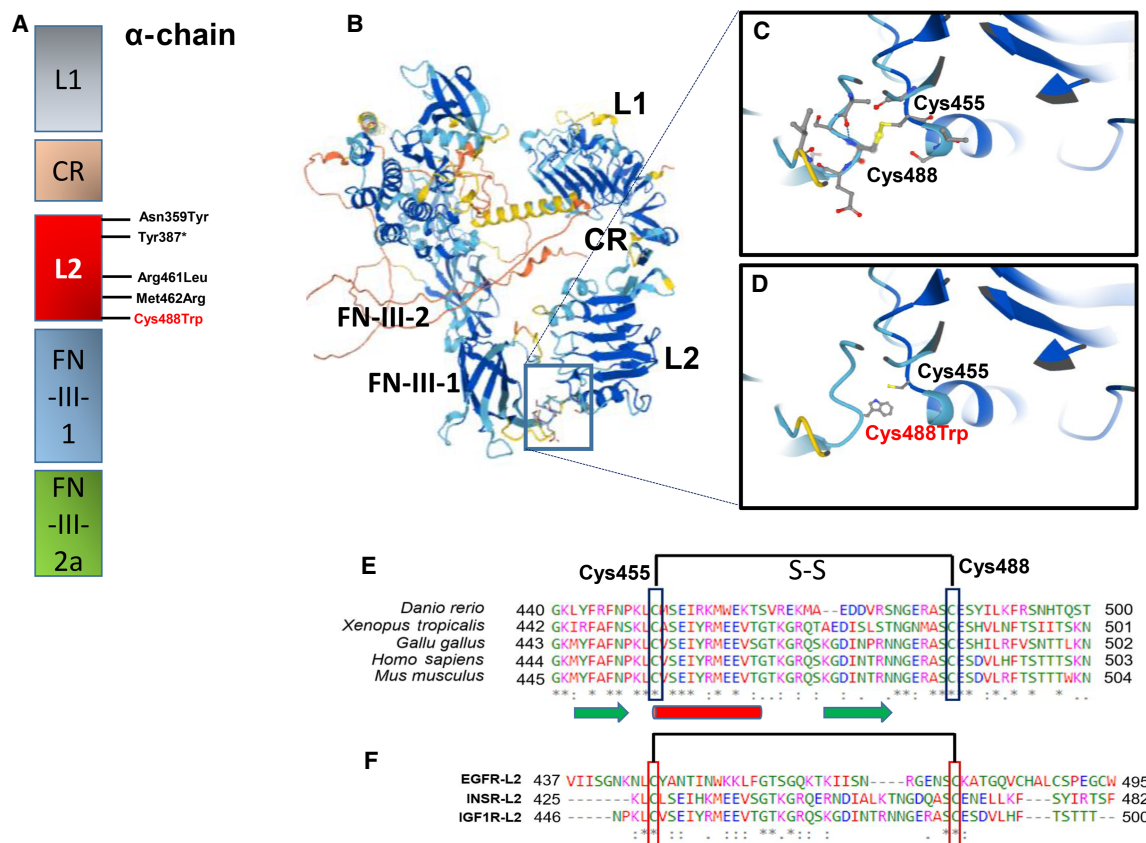 A
α-chain
L1
CR
L2
FN
-III-
1
FN
-III-
2a
Asn359Tyr
Tyr387*
Arg461Leu
Met462Arg
Cys488Trp
B
L1
CR
FN-III-2
FN-III-1
L2
C
Cys455
Cys488
D
Cys455
Cys488Trp
E
Cys455
S-S
Cys488
Danio rerio 440 GKLYFRFNPKLCMSEIRKMWEKTSVREKMA--EDDVRSNGERASCESYILKFRSNHTQST 500
Xenopus tropicalis 442 GKIRFAFNSKLCASEIYRMEEVTGTKGRQTAEDISLSTNGNMASCESHVLNFTSIITSKN 501
Gallu gallus 443 GKMYFAFNPKLCVSEIYRMEEVTGTKGRQSKGDINPRNNGERASCESHILRFVSNTTLKN 502
Homo sapiens 444 GKMYFAFNPKLCVSEIYRMEEVSGTKGRQSKGDINTRNNGERASCESDVLHFTSTTTSKN 503
Mus musculus 445 GKMYFAFNPKLCVSEIYRMEEVTGTKGRQSKGDINTRNNGERASCESDVLRFTSTTTWKN 504
F
EGFR-L2 437 VIISGNKNLCYANTINWKKLFGTSGQKTKIISN----RGENSCKATGQVCHALCSPEGCW 495
INSR-L2 425 ------KLCLSEIHKMEEVSGTKGRQERNDIALKTNGDQASCENELLKF---SYIRTSF 482
IGF1R-L2 446 -----NPKLCVSEIYRMEEVSGTKGRQSKGDINTRNNGERASCESDVLHF---TSTTT-- 500